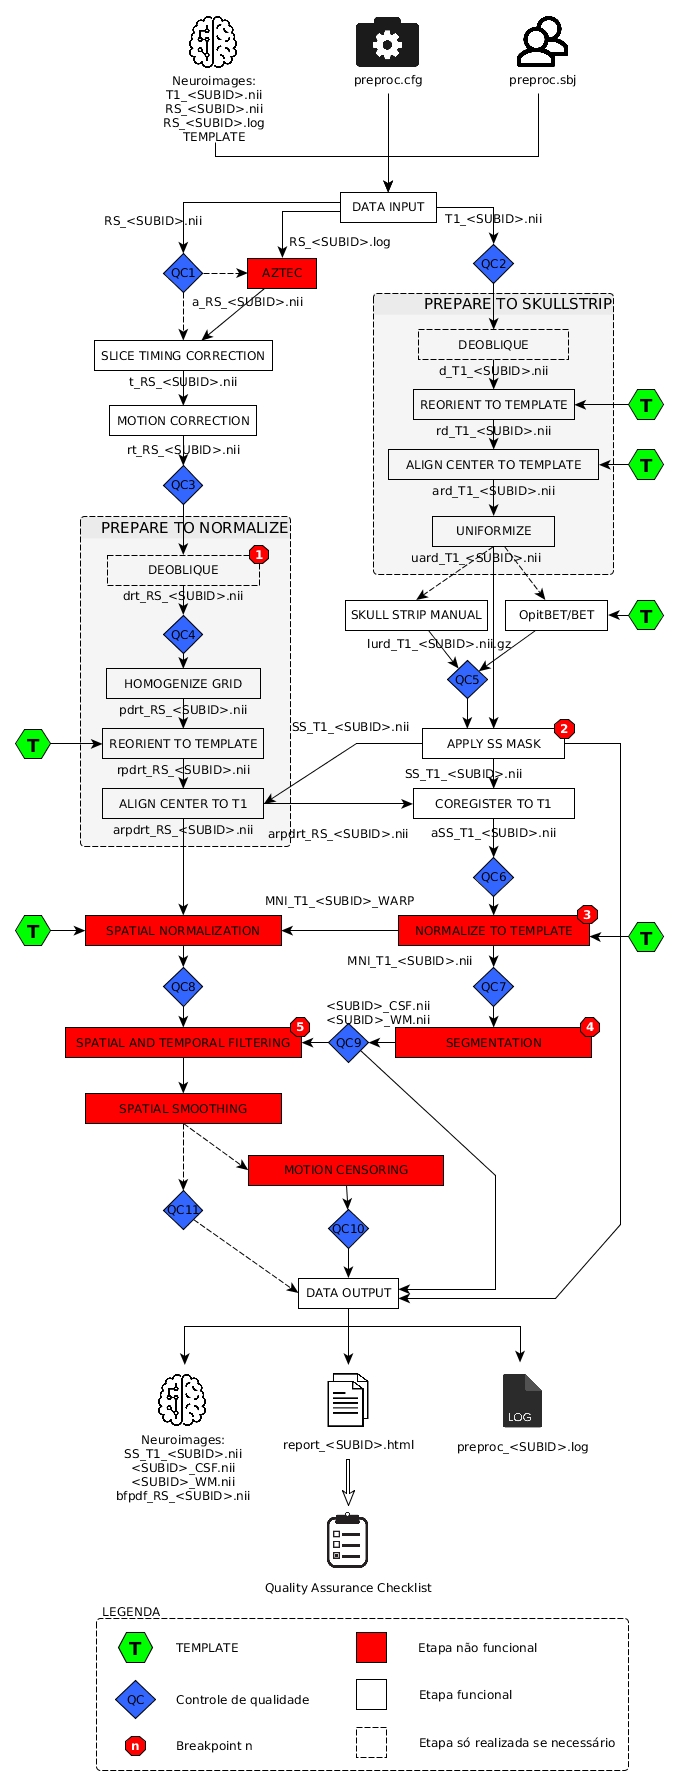 Neuroimages:
T1_<SUBID>.nii
RS_<SUBID>.nii
RS_<SUBID>.log
TEMPLATE
preproc.cfg
preproc.sbj
DATA INPUT
RS_<SUBID>.nii
T1_<SUBID>.nii
RS_<SUBID>.log
QC1
AZTEC
QC2
a_RS_<SUBID>.nii
PREPARE TO SKULLSTRIP
SLICE TIMING CORRECTION
DEOBLIQUE
t_RS_<SUBID>.nii
d_T1_<SUBID>.nii
MOTION CORRECTION
REORIENT TO TEMPLATE
T
rt_RS_<SUBID>.nii
rd_T1_<SUBID>.nii
ALIGN CENTER TO TEMPLATE
T
QC3
ard_T1_<SUBID>.nii
PREPARE TO NORMALIZE
UNIFORMIZE
1
DEOBLIQUE
uard_T1_<SUBID>.nii
drt_RS_<SUBID>.nii
SKULL STRIP MANUAL
OpitBET/BET
T
QC4
lurd_T1_<SUBID>.nii.gz
HOMOGENIZE GRID
QC5
pdrt_RS_<SUBID>.nii
SS_T1_<SUBID>.nii
2
T
REORIENT TO TEMPLATE
APPLY SS MASK
rpdrt_RS_<SUBID>.nii
SS_T1_<SUBID>.nii
ALIGN CENTER TO T1
COREGISTER TO T1
arpdrt_RS_<SUBID>.nii
arpdrt_RS_<SUBID>.nii
aSS_T1_<SUBID>.nii
QC6
MNI_T1_<SUBID>_WARP
3
T
SPATIAL NORMALIZATION
NORMALIZE TO TEMPLATE
T
MNI_T1_<SUBID>.nii
QC8
QC7
<SUBID>_CSF.nii
<SUBID>_WM.nii
5
4
SPATIAL AND TEMPORAL FILTERING
QC9
SEGMENTATION
SPATIAL SMOOTHING
MOTION CENSORING
QC11
QC10
DATA OUTPUT
LOG
Neuroimages:
SS_T1_<SUBID>.nii
<SUBID>_CSF.nii
<SUBID>_WM.nii
bfpdf_RS_<SUBID>.nii
report_<SUBID>.html
preproc_<SUBID>.log
Quality Assurance Checklist
LEGENDA
T
TEMPLATE
Etapa não funcional
QC
Controle de qualidade
Etapa funcional
n
Breakpoint n
Etapa só realizada se necessário